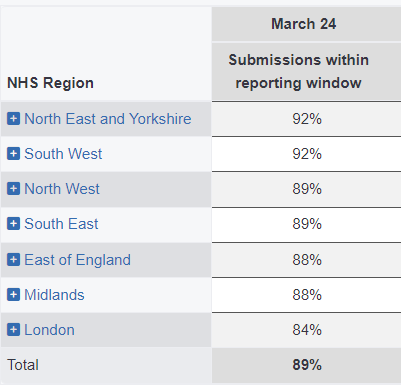 March 24
NHS Region
Submissions within
reporting window
North East and Yorkshire 92%
South West 92%
North West 89%
South East 89%
East of England 88%
Midlands 88%
London 84%
Total 89%